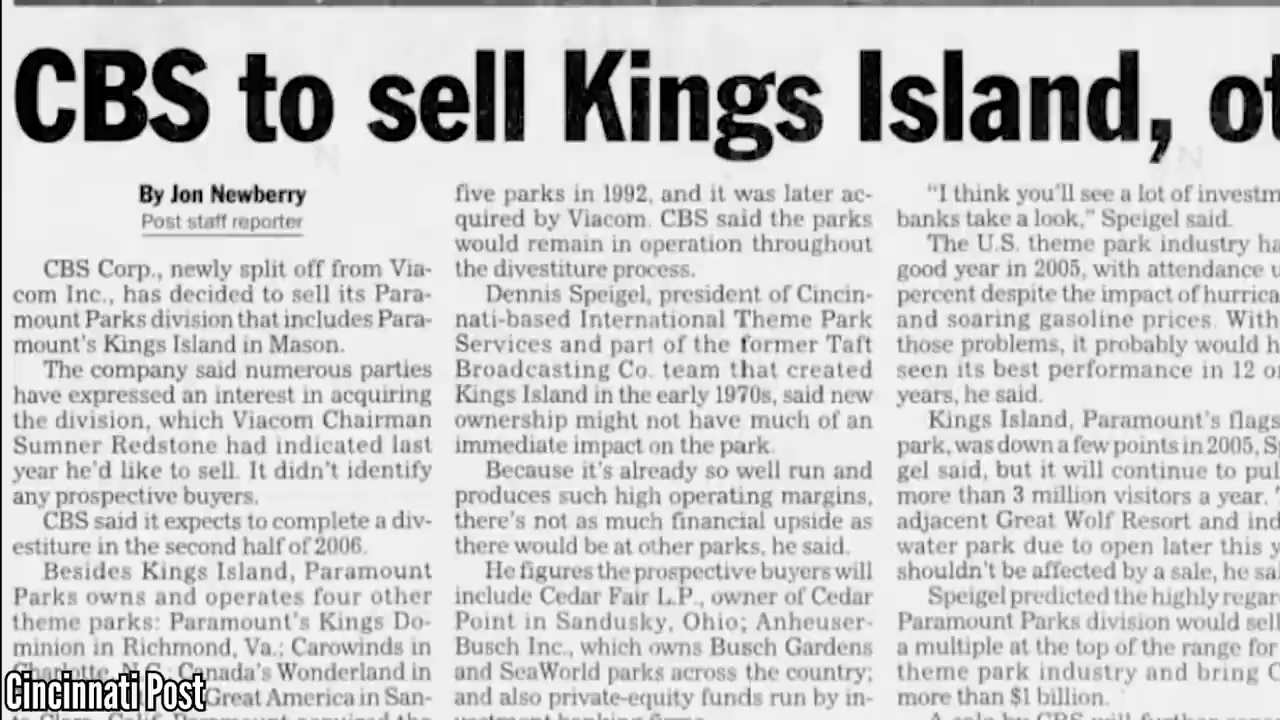 CBS to sell Kings Island,
By Jon Newberry
Post staff reporter
CBS Corp., newly split off from Via-
com Inc., has decided to sell its Para-
mount Parks division that includes Para-
mount's Kings Island in Mason.
The company said numerous parties
have expressed an interest in acquiring
the division, which Viacom Chairman
Sumner Redstone had indicated last
year he'd like to sell. It didn't identify
any prospective buyers.
CBS said it expects to complete a div-
estiture in the second half of 2006.
Besides Kings Island, Paramount
Parks owns and operates four other
theme parks: Paramount's Kings Do-
minion in Richmond, Va.; Carowinds in
Charlotte, N.C.; Canada's Wonderland in
Great America in San-
five parks in 1992, and it was later ac-
quired by Viacom. CBS said the parks
would remain in operation throughout
the divestiture process.
Dennis Speigel, president of Cincin-
nati-based International Theme Park
Services and part of the former Taft
Broadcasting Co. team that created
Kings Island in the early 1970s, said new
ownership might not have much of an
immediate impact on the park.
Because it's already so well run and
produces such high operating margins,
there's not as much financial upside as
there would be at other parks, he said.
He figures the prospective buyers will
include Cedar Fair L.P., owner of Cedar
Point in Sandusky, Ohio; Anheuser-
Busch Inc., which owns Busch Gardens
and SeaWorld parks across the country;
and also private-equity funds run by in-
"I think you'll see a lot of investm
banks take a look," Speigel said.
The U.S. theme park industry ha
good year in 2005, with attendance u
percent despite the impact of hurrica
and soaring gasoline prices. With
those problems, it probably would h
seen its best performance in 12 o
years, he said.
Kings Island, Paramount's flags
park, was down a few points in 2005, Sp
gel said, but it will continue to pul
more than 3 million visitors a year.
adjacent Great Wolf Resort and ind
water park due to open later this y
shouldn't be affected by a sale, he sai
Speigel predicted the highly regar
Paramount Parks division would sell
a multiple at the top of the range for
theme park industry and bring C
more than $1 billion.
Cincinnati Post